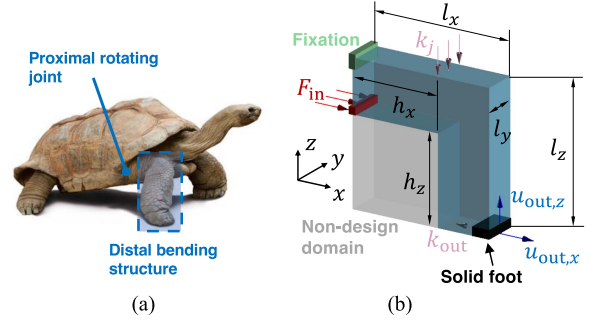 (a)
Proximal rotating
joint
Distal bending
structure
(b)
Fixation
l_x
k_j
F_in
h_x
l_y
l_z
z
y
x
h_z
Non-design
domain
k_out
u_out,z
u_out,x
Solid foot